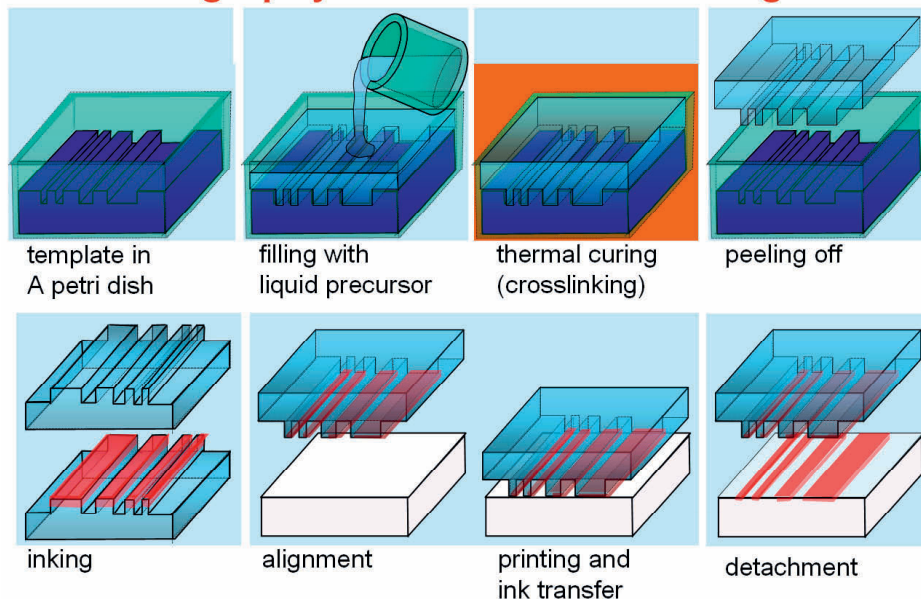 template in
A petri dish
filling with
liquid precursor
thermal curing
(crosslinking)
peeling off
inking
alignment
printing and
ink transfer
detachment